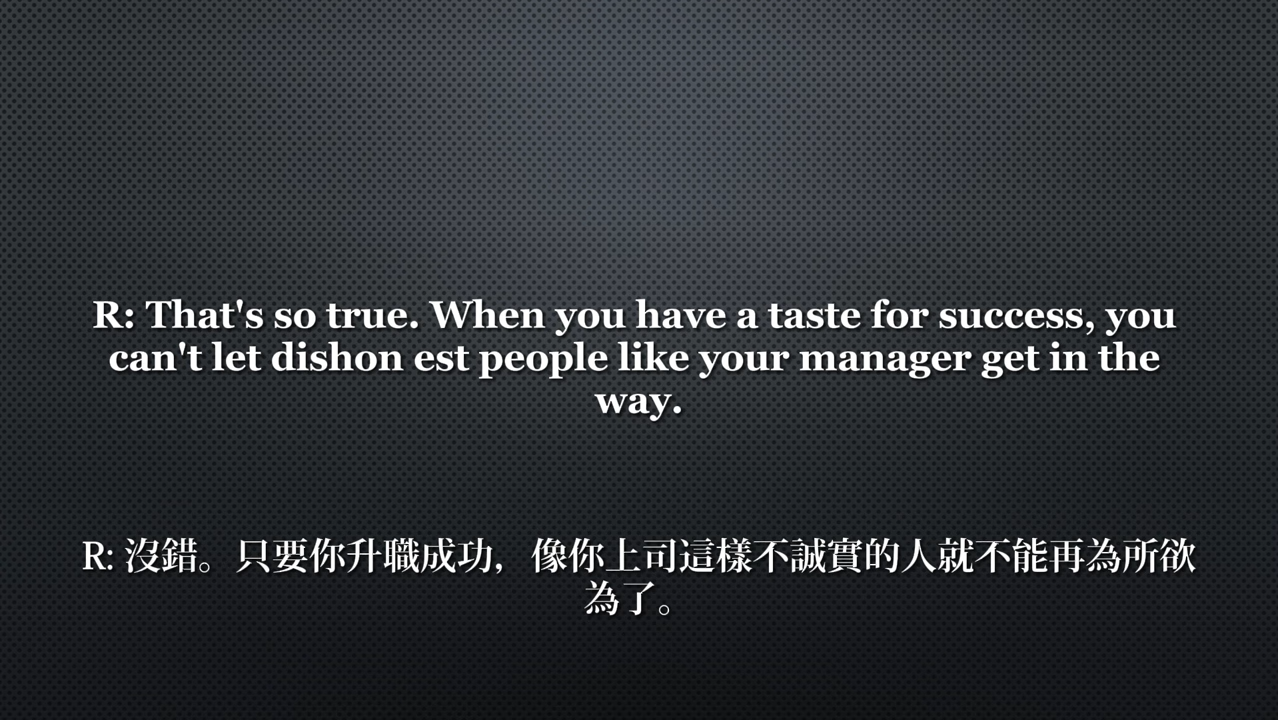 R: That's so true. When you have a taste for success, you
can't let dishon est people like your manager get in the
way.
R: 沒錯。只要你升職成功，像你上司這樣不誠實的人就不能再為所欲
為了。